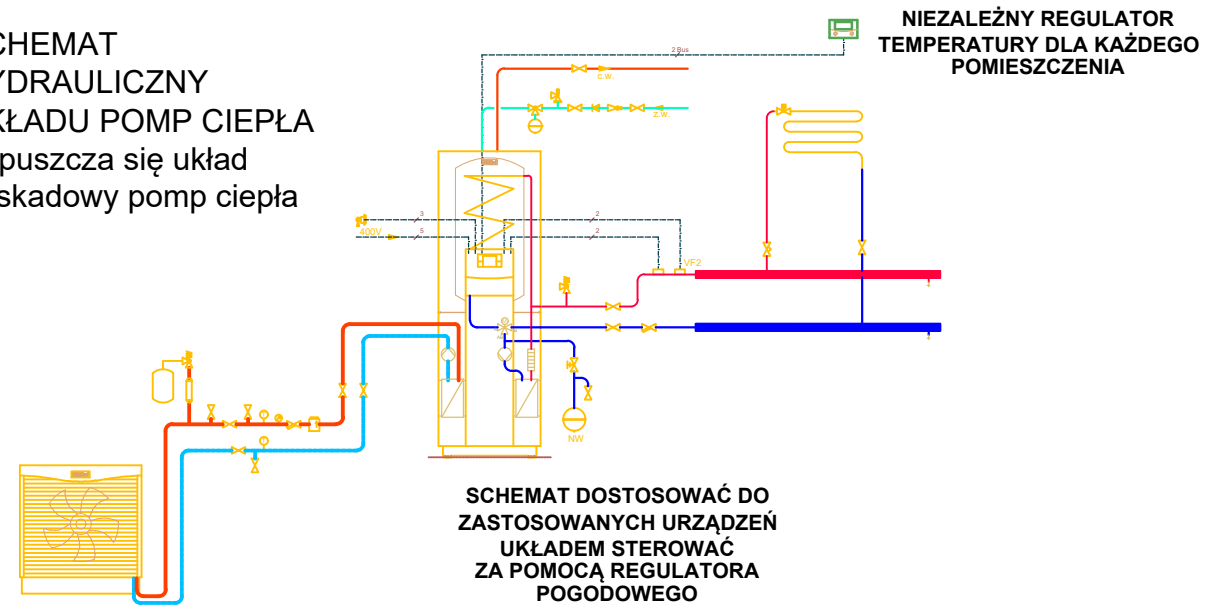 CHEMAT
YDRAULICZNY
KŁADU POMP CIEPŁA
puszcza się układ
skadowy pomp ciepła
NIEZALEŻNY REGULATOR
TEMPERATURY DLA KAŻDEGO
POMIESZCZENIA
2 Bus
c.w.
z.w.
3
400V
5
2
2
VF2
NW
SCHEMAT DOSTOSOWAĆ DO
ZASTOSOWANYCH URZĄDZEŃ
UKŁADEM STEROWAĆ
ZA POMOCĄ REGULATORA
POGODOWEGO